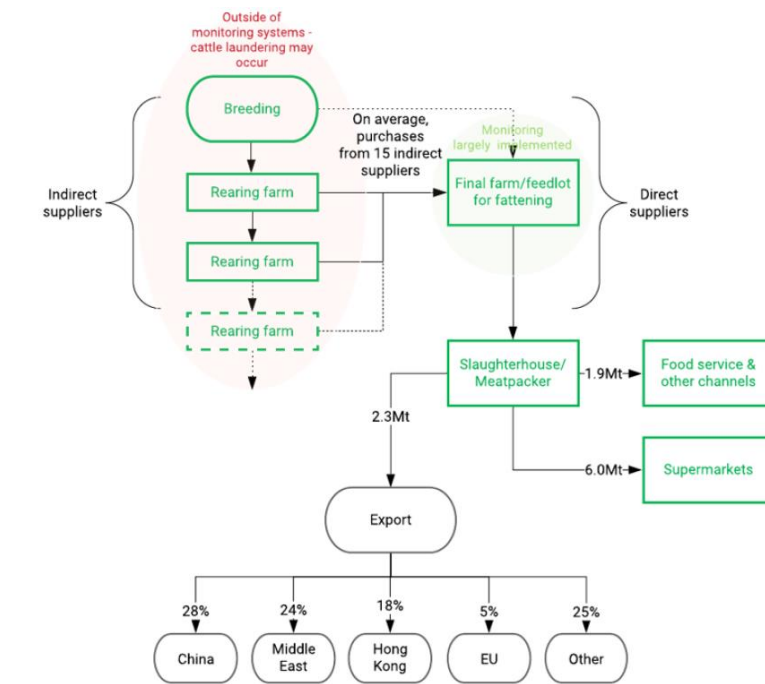 Outside of
monitoring systems -
cattle laundering may
occur
Breeding
On average,
purchases
from 15 indirect
suppliers
Monitoring
largely implemented
Indirect
suppliers
Rearing farm
Final farm/feedlot
for fattening
Direct
suppliers
Rearing farm
Rearing farm
Slaughterhouse/
Meatpacker
1.9Mt
Food service &
other channels
2.3Mt
6.0Mt
Supermarkets
Export
28%
24%
18%
5%
25%
China
Middle
East
Hong
Kong
EU
Other